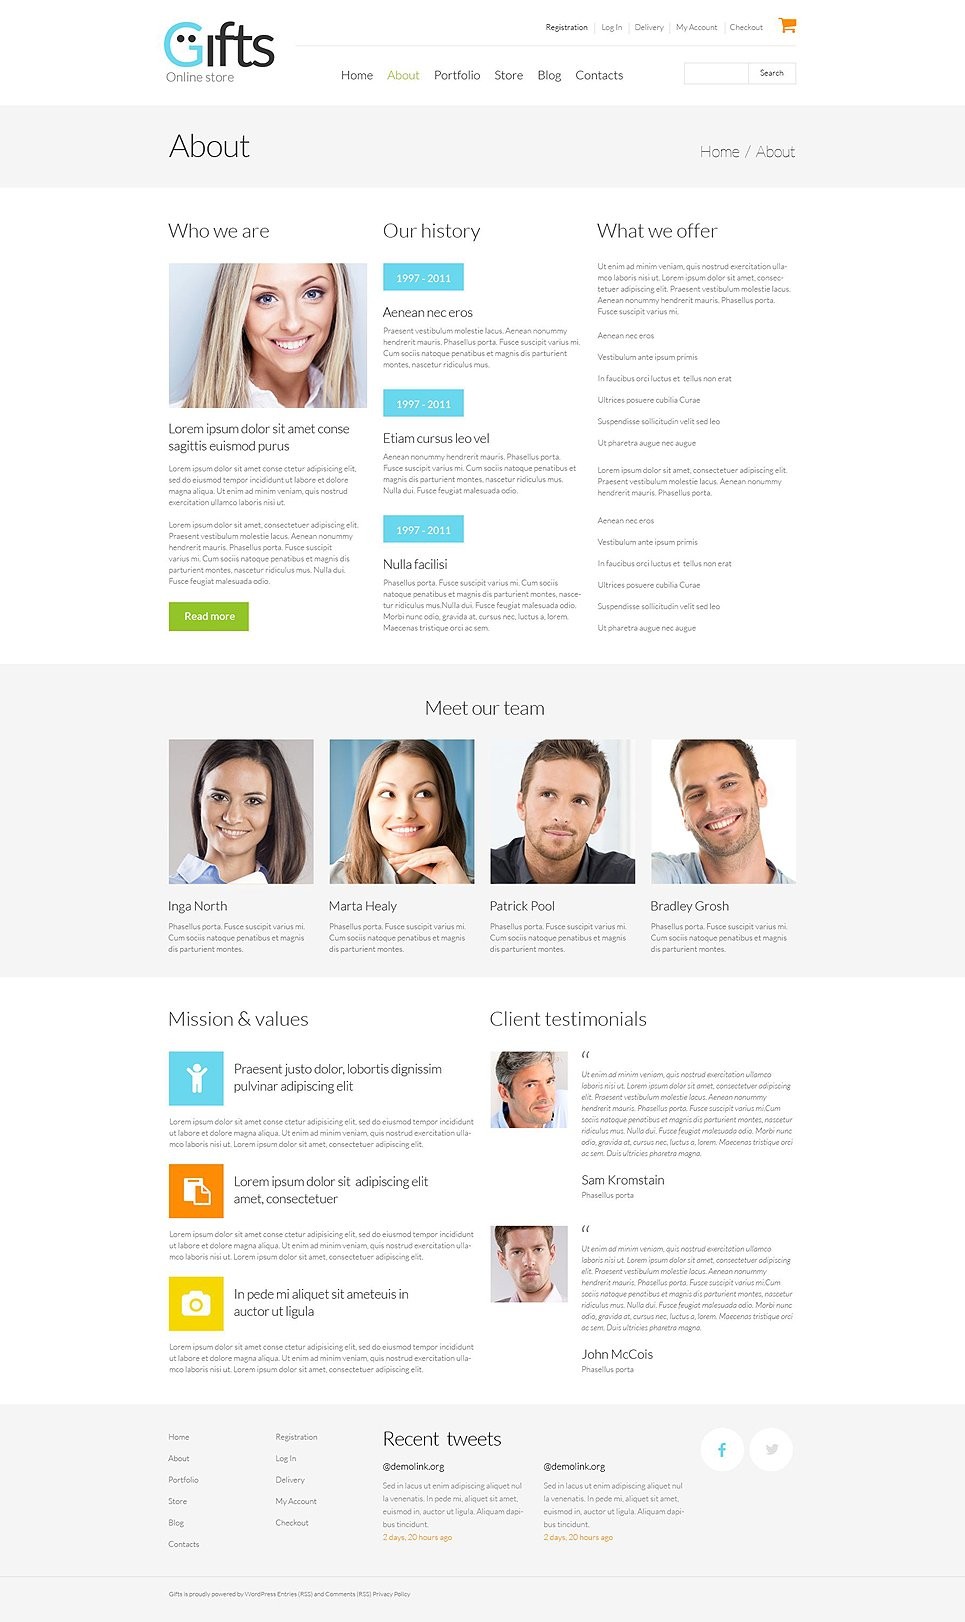 Gifts
Online store
Registration
Log In
Delivery
My Account
Checkout
Home
About
Portfolio
Store
Blog
Contacts
Search
About
Home / About
Who we are
Lorem ipsum dolor sit amet conse
sagittis euismod purus
Lorem ipsum dolor sit amet conse ctetur adipisicing elit,
sed do eiusmod tempor incididunt ut labore et dolore
magna aliqua. Ut enim ad minim veniam, quis nostrud
exercitation ullamco laboris nisi ut.
Lorem ipsum dolor sit amet, consectetuer adipiscing elit.
Praesent vestibulum molestie lacus. Aenean nonummy
hendrerit mauris. Phasellus porta. Fusce suscipit
varius mi. Cum sociis natoque penatibus et magnis dis
parturient montes, nascetur ridiculus mus. Nulla dui.
Fusce feugiat malesuada odio.
Read more
Our history
1997 - 2011
Aenean nec eros
Praesent vestibulum molestie lacus. Aenean nonummy
hendrerit mauris. Phasellus porta. Fusce suscipit varius mi.
Cum sociis natoque penatibus et magnis dis parturient
montes, nascetur ridiculus mus.
1997 - 2011
Etiam cursus leo vel
Aenean nonummy hendrerit mauris. Phasellus porta.
Fusce suscipit varius mi. Cum sociis natoque penatibus et
magnis dis parturient montes, nascetur ridiculus mus.
Nulla dui. Fusce feugiat malesuada odio.
1997 - 2011
Nulla facilisi
Phasellus porta. Fusce suscipit varius mi. Cum sociis
natoque penatibus et magnis dis parturient montes, nasce-
tur ridiculus mus.Nulla dui. Fusce feugiat malesuada odio.
Morbi nunc odio, gravida at, cursus nec, luctus a, lorem.
Maecenas tristique orci ac sem.
What we offer
Ut enim ad minim veniam, quis nostrud exercitation ulla-
mco laboris nisi ut. Lorem ipsum dolor sit amet, consec-
tetuer adipiscing elit. Praesent vestibulum molestie lacus.
Aenean nonummy hendrerit mauris. Phasellus porta.
Fusce suscipit varius mi.
Aenean nec eros
Vestibulum ante ipsum primis
In faucibus orci luctus et tellus non erat
Ultrices posuere cubilia Curae
Suspendisse sollicitudin velit sed leo
Ut pharetra augue nec augue
Lorem ipsum dolor sit amet, consectetuer adipiscing elit.
Praesent vestibulum molestie lacus. Aenean nonummy
hendrerit mauris. Phasellus porta.
Aenean nec eros
Vestibulum ante ipsum primis
In faucibus orci luctus et tellus non erat
Ultrices posuere cubilia Curae
Suspendisse sollicitudin velit sed leo
Ut pharetra augue nec augue
Meet our team
Inga North
Phasellus porta. Fusce suscipit varius mi.
Cum sociis natoque penatibus et magnis
dis parturient montes.
Marta Healy
Phasellus porta. Fusce suscipit varius mi.
Cum sociis natoque penatibus et magnis
dis parturient montes.
Patrick Pool
Phasellus porta. Fusce suscipit varius mi.
Cum sociis natoque penatibus et magnis
dis parturient montes.
Bradley Grosh
Phasellus porta. Fusce suscipit varius mi.
Cum sociis natoque penatibus et magnis
dis parturient montes.
Mission & values
Praesent justo dolor, lobortis dignissim
pulvinar adipiscing elit
Lorem ipsum dolor sit amet, consectetur adipisicing elit, sed do eiusmod tempor incididunt
ut labore et dolore magna aliqua. Ut enim ad minim veniam, quis nostrud exercitation ulla-
mco laboris nisi ut. Lorem ipsum dolor sit amet, consectetuer adipiscing elit.
Lorem ipsum dolor sit adipiscing elit
amet, consectetuer
Lorem ipsum dolor sit amet, consectetur adipisicing elit, sed do eiusmod tempor incididunt
ut labore et dolore magna aliqua. Ut enim ad minim veniam, quis nostrud exercitation ulla-
mco laboris nisi ut. Lorem ipsum dolor sit amet, consectetuer adipiscing elit.
In pede mi aliquet sit ameteuis in
auctor ut ligula
Lorem ipsum dolor sit amet, consectetur adipisicing elit, sed do eiusmod tempor incididunt
ut labore et dolore magna aliqua. Ut enim ad minim veniam, quis nostrud exercitation ulla-
mco laboris nisi ut. Lorem ipsum dolor sit amet, consectetuer adipiscing elit.
Client testimonials
“
Ut enim ad minim veniam, quis nostrud exercitation ullamco
laboris nisi ut. Lorem ipsum dolor sit amet, consectetuer adipiscing
elit. Praesent vestibulum molestie lacus. Aenean nonummy
hendrerit mauris. Phasellus porta. Fusce suscipit varius mi.Cum
sociis natoque penatibus et magnis dis parturient montes, nascetur
ridiculus mus. Nulla dui. Fusce feugiat malesuada odio. Morbi nunc
odio, gravida at, cursus nec, luctus a, lorem. Maecenas tristique orci
ac sem. Duis ultricies pharetra magna.
Sam Kromstain
Phasellus porta
“
Ut enim ad minim veniam, quis nostrud exercitation ullamco
laboris nisi ut. Lorem ipsum dolor sit amet, consectetuer adipiscing
elit. Praesent vestibulum molestie lacus. Aenean nonummy
hendrerit mauris. Phasellus porta. Fusce suscipit varius mi.Cum
sociis natoque penatibus et magnis dis parturient montes, nascetur
ridiculus mus. Nulla dui. Fusce feugiat malesuada odio. Morbi nunc
odio, gravida at, cursus nec, luctus a, lorem. Maecenas tristique orci
ac sem. Duis ultricies pharetra magna.
John McCois
Phasellus porta
Home
About
Portfolio
Store
Blog
Contacts
Registration
Log In
Delivery
My Account
Checkout
Recent tweets
@demolink.org
Sed in lacus ut enim adipiscing aliquet nul
la venenatis. In pede mi, aliquet sit amet,
euismod in, auctor ut ligula. Aliquam dapi-
bus tincidunt.
2 days, 20 hours ago
@demolink.org
Sed in lacus ut enim adipiscing aliquet nul
la venenatis. In pede mi, aliquet sit amet,
euismod in, auctor ut ligula. Aliquam dapi-
bus tincidunt.
2 days, 20 hours ago
Gifts is proudly powered by WordPress Entries (RSS) and Comments (RSS) Privacy Policy